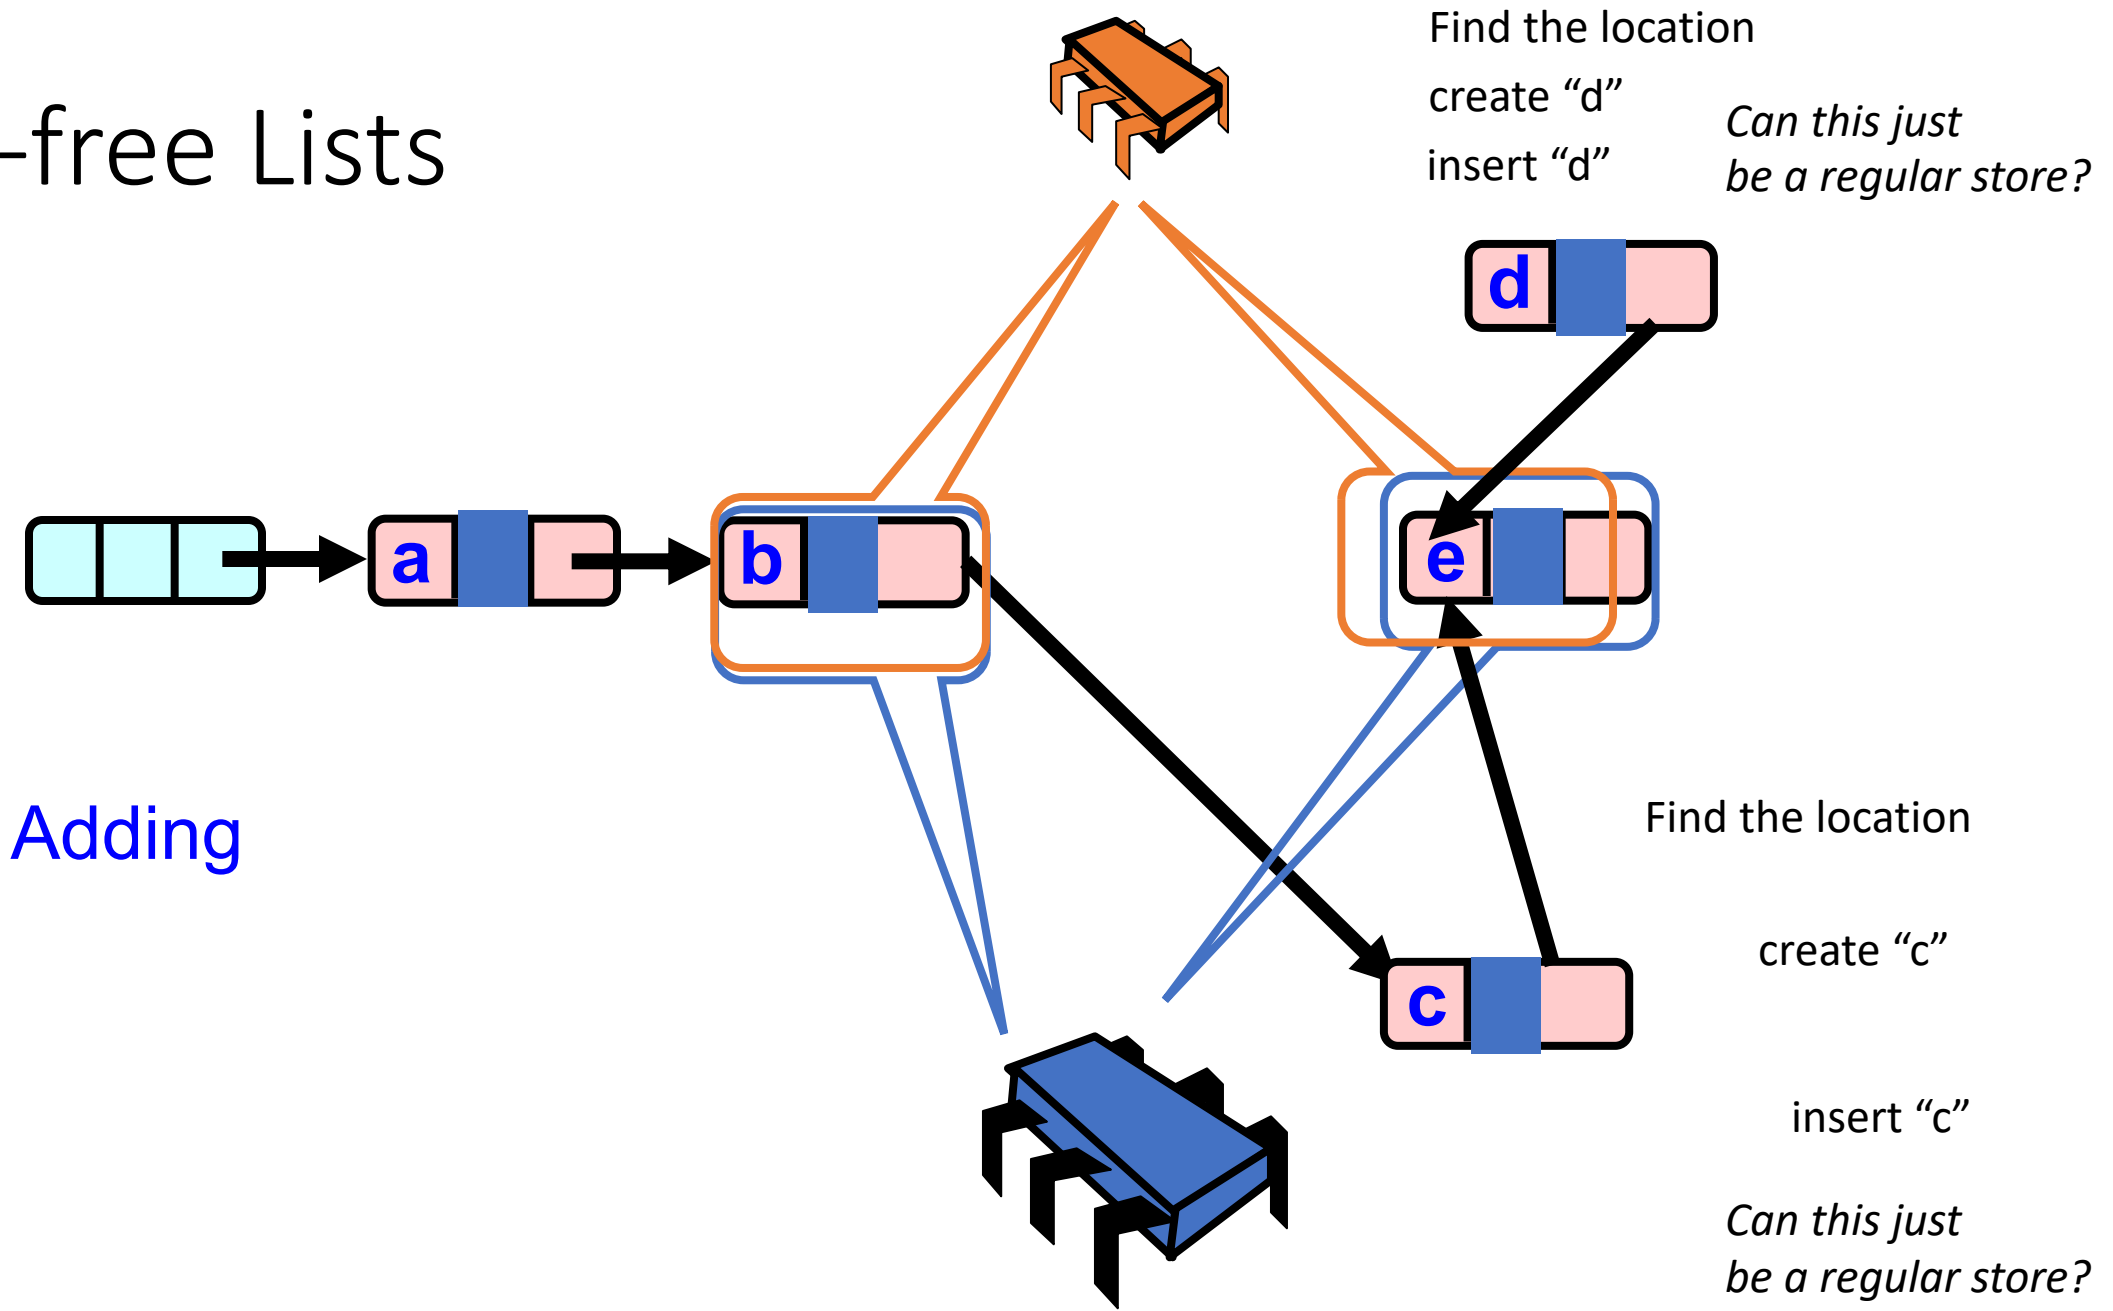 -free Lists
Find the location
create “d”
insert “d”
Can this just
be a regular store?
d
a
b
e
Adding
Find the location
create “c”
c
insert “c”
Can this just
be a regular store?